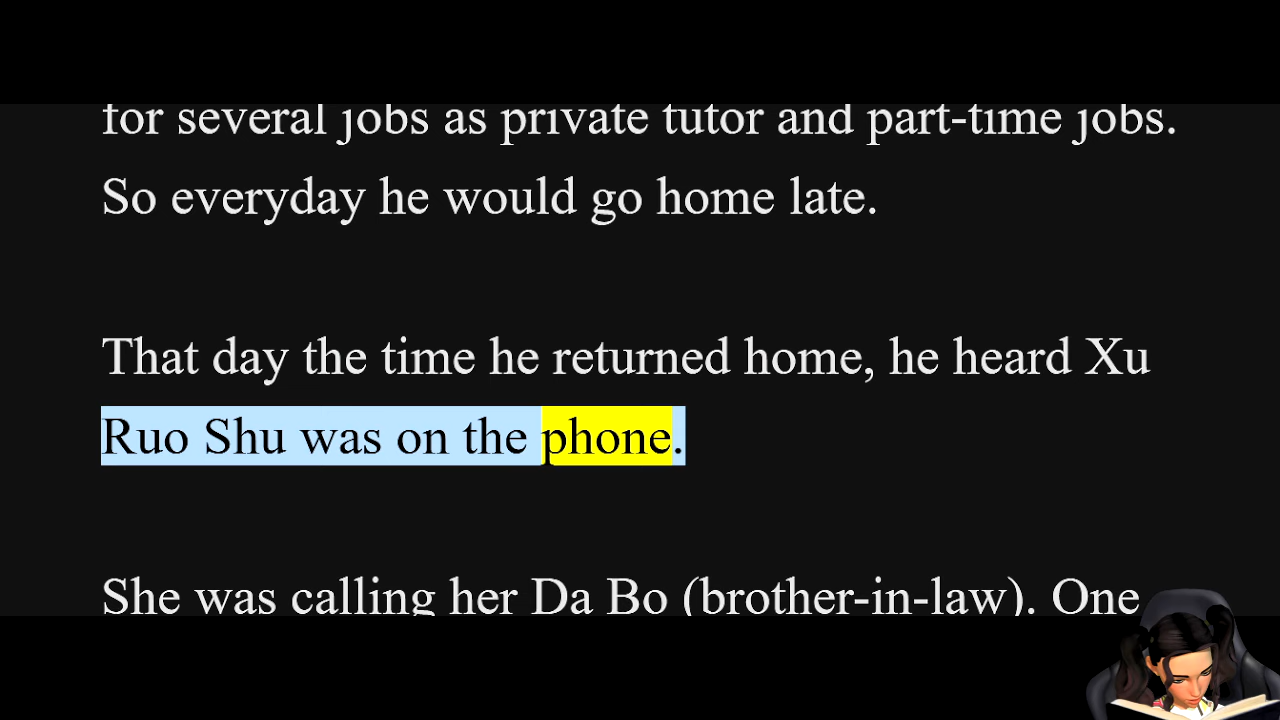 for several jobs as private tutor and part-time jobs.
So everyday he would go home late.
That day the time he returned home, he heard Xu
Ruo Shu was on the phone.
She was calling her Da Bo (brother-in-law). One